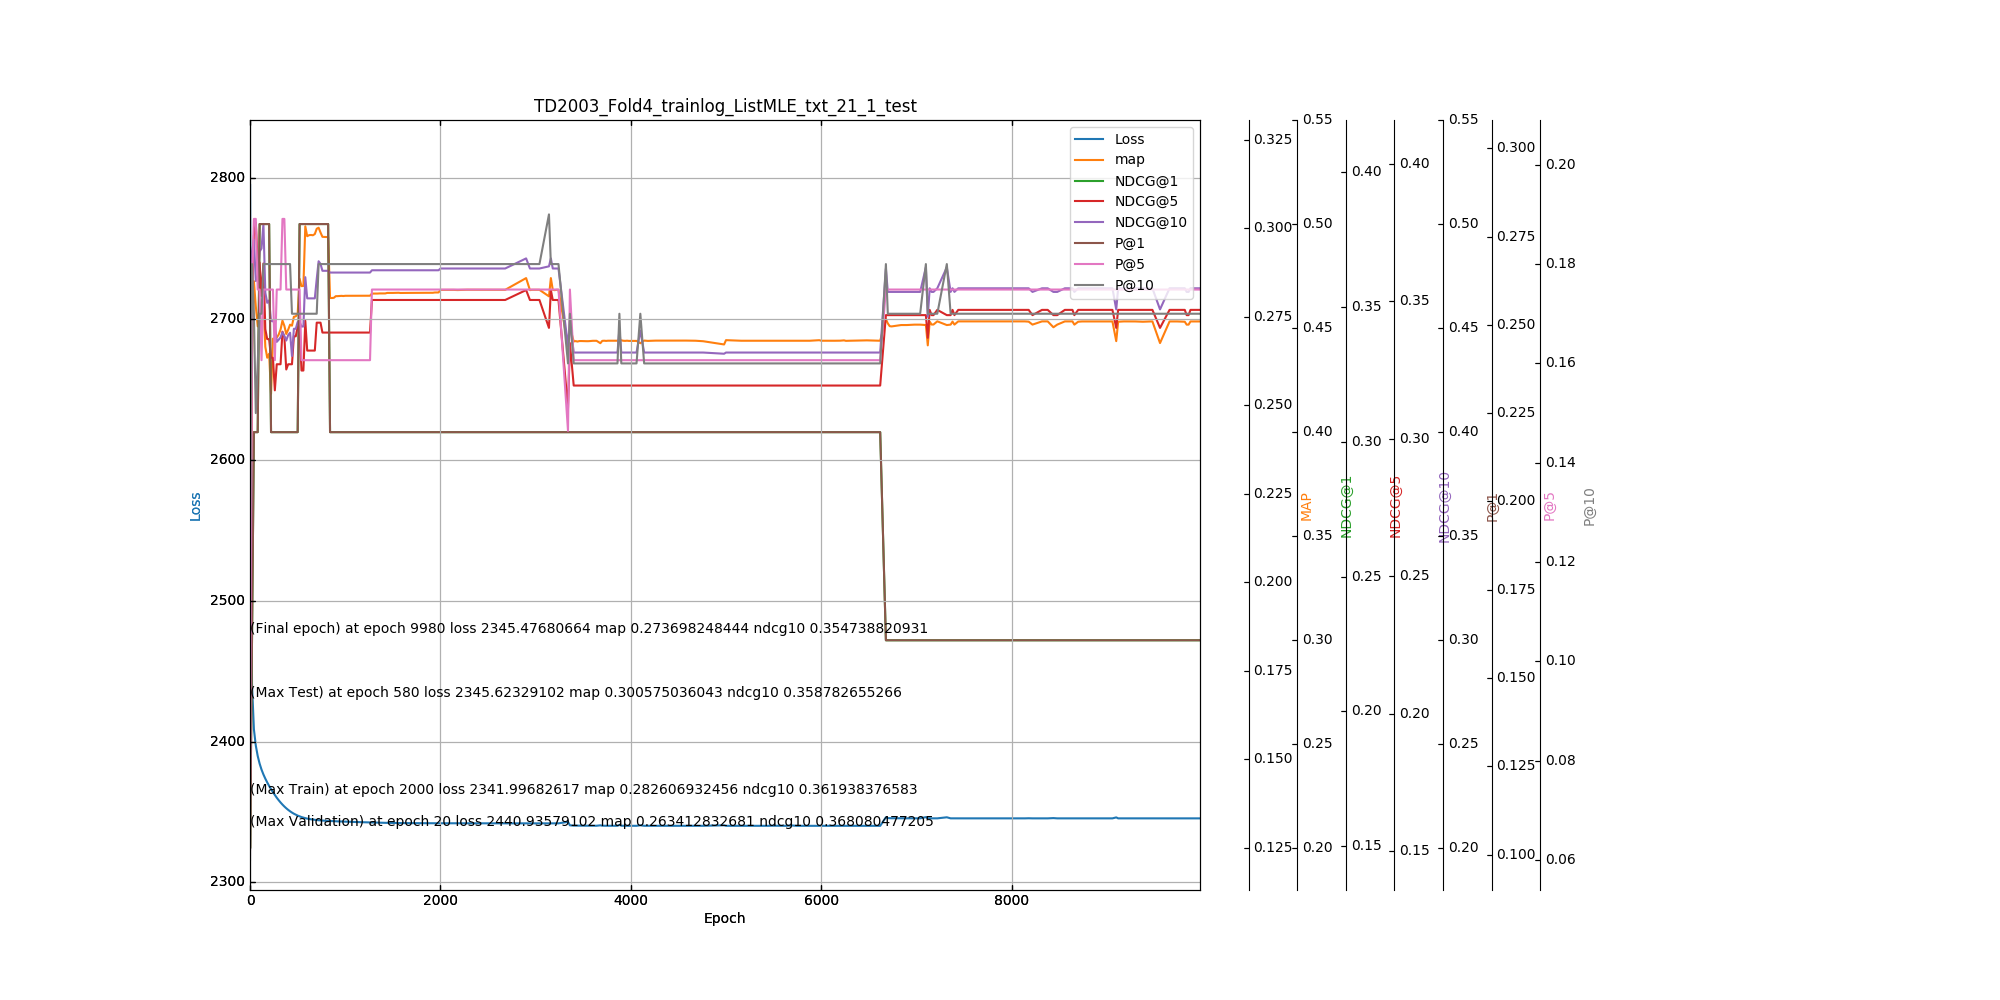 TD2003_Fold4_trainlog_ListMLE_txt_21_1_test
Loss
map
NDCG@1
NDCG@5
NDCG@10
P@1
P@5
P@10
2800
2700
2600
2500
2400
2300
Loss
(Final epoch) at epoch 9980 loss 2345.47680664 map 0.273698248444 ndcg10 0.354738820931
(Max Test) at epoch 580 loss 2345.62329102 map 0.300575036043 ndcg10 0.358782655266
(Max Train) at epoch 2000 loss 2341.99682617 map 0.282606932456 ndcg10 0.361938376583
(Max Validation) at epoch 20 loss 2440.93579102 map 0.263412832681 ndcg10 0.368080477205
0
2000
4000
6000
8000
Epoch
0.325
0.300
0.275
0.250
0.225
0.200
0.175
0.150
0.125
MAP
0.55
0.50
0.45
0.40
0.35
0.30
0.25
0.20
NDCG@1
0.40
0.35
0.30
0.25
0.20
0.15
NDCG@5
0.40
0.35
0.30
0.25
0.20
0.15
NDCG@10
0.55
0.50
0.45
0.40
0.35
0.30
0.25
0.20
P@1
0.300
0.275
0.250
0.225
0.200
0.175
0.150
0.125
0.100
P@5
0.20
0.18
0.16
0.14
0.12
0.10
0.08
0.06
P@10